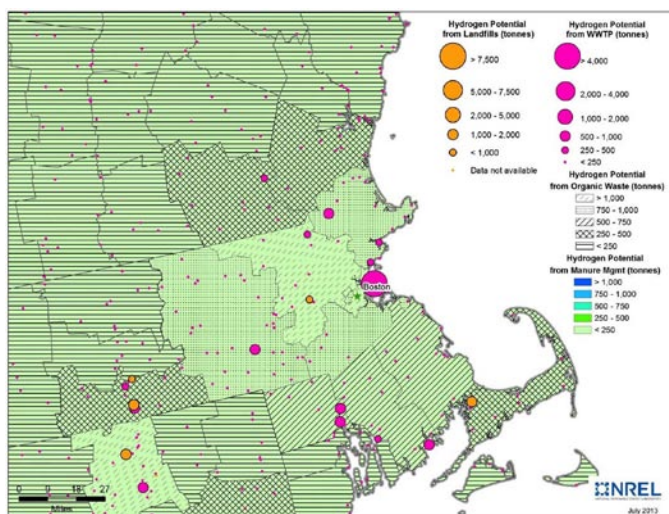 Hydrogen Potential
from Landfills (tonnes)
> 7,500
5,000 - 7,500
2,000 - 5,000
1,000 - 2,000
< 1,000
Data not available
Hydrogen Potential
from WWTP (tonnes)
> 4,000
2,000 - 4,000
1,000 - 2,000
500 - 1,000
250 - 500
< 250
Hydrogen Potential
from Organic Waste (tonnes)
> 1,000
750 - 1,000
500 - 750
250 - 500
< 250
Hydrogen Potential
from Manure Mgmt (tonnes)
> 1,000
750 - 1,000
500 - 750
250 - 500
< 250
Boston
0 9 18 27
Miles
NREL
July 2013